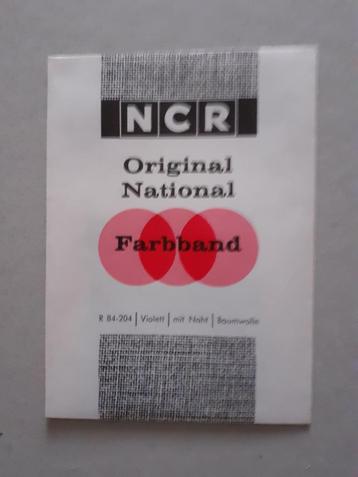 NCR
Original
National
Farbband
R 84-204 | Violett | mit Naht | Baumwolle